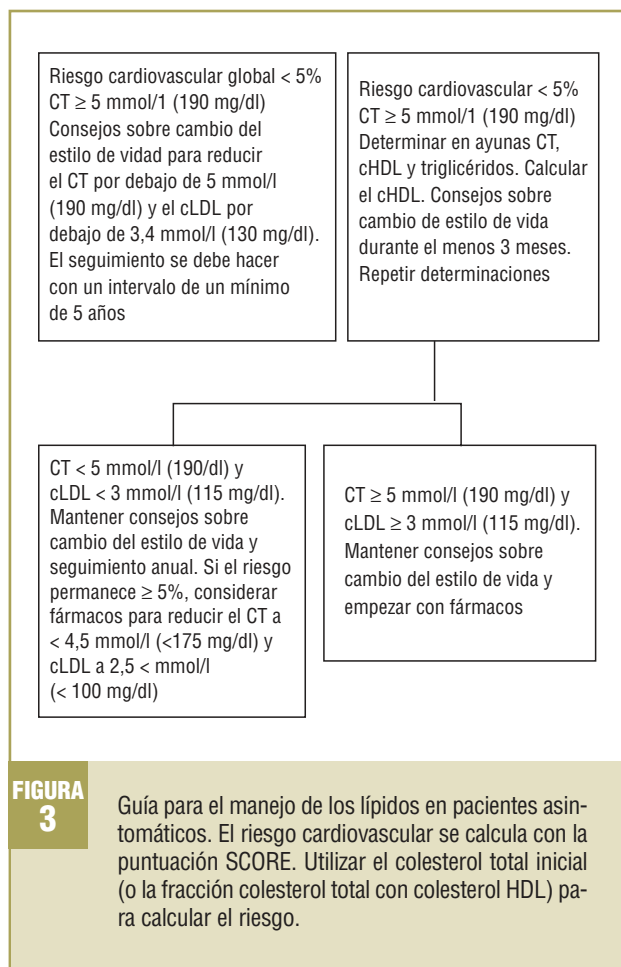 Riesgo cardiovascular global < 5%
CT ≥ 5 mmol/1 (190 mg/dl)
Consejos sobre cambio del
estilo de vidad para reducir
el CT por debajo de 5 mmol/l
(190 mg/dl) y el cLDL por
debajo de 3,4 mmol/l (130 mg/dl).
El seguimiento se debe hacer
con un intervalo de un mínimo
de 5 años
Riesgo cardiovascular < 5%
CT ≥ 5 mmol/1 (190 mg/dl)
Determinar en ayunas CT,
cHDL y triglicéridos. Calcular
el cHDL. Consejos sobre
cambio de estilo de vida
durante el menos 3 meses.
Repetir determinaciones
CT < 5 mmol/l (190/dl) y
cLDL < 3 mmol/l (115 mg/dl).
Mantener consejos sobre
cambio del estilo de vida y
seguimiento anual. Si el riesgo
permanece ≥ 5%, considerar
fármacos para reducir el CT a
< 4,5 mmol/l (<175 mg/dl) y
cLDL a 2,5 < mmol/l
(< 100 mg/dl)
CT ≥ 5 mmol/l (190 mg/dl) y
cLDL ≥ 3 mmol/l (115 mg/dl).
Mantener consejos sobre
cambio del estilo de vida y
empezar con fármacos
FIGURA
3
Guía para el manejo de los lípidos en pacientes asin-
tomáticos. El riesgo cardiovascular se calcula con la
puntuación SCORE. Utilizar el colesterol total inicial
(o la fracción colesterol total con colesterol HDL) pa-
ra calcular el riesgo.